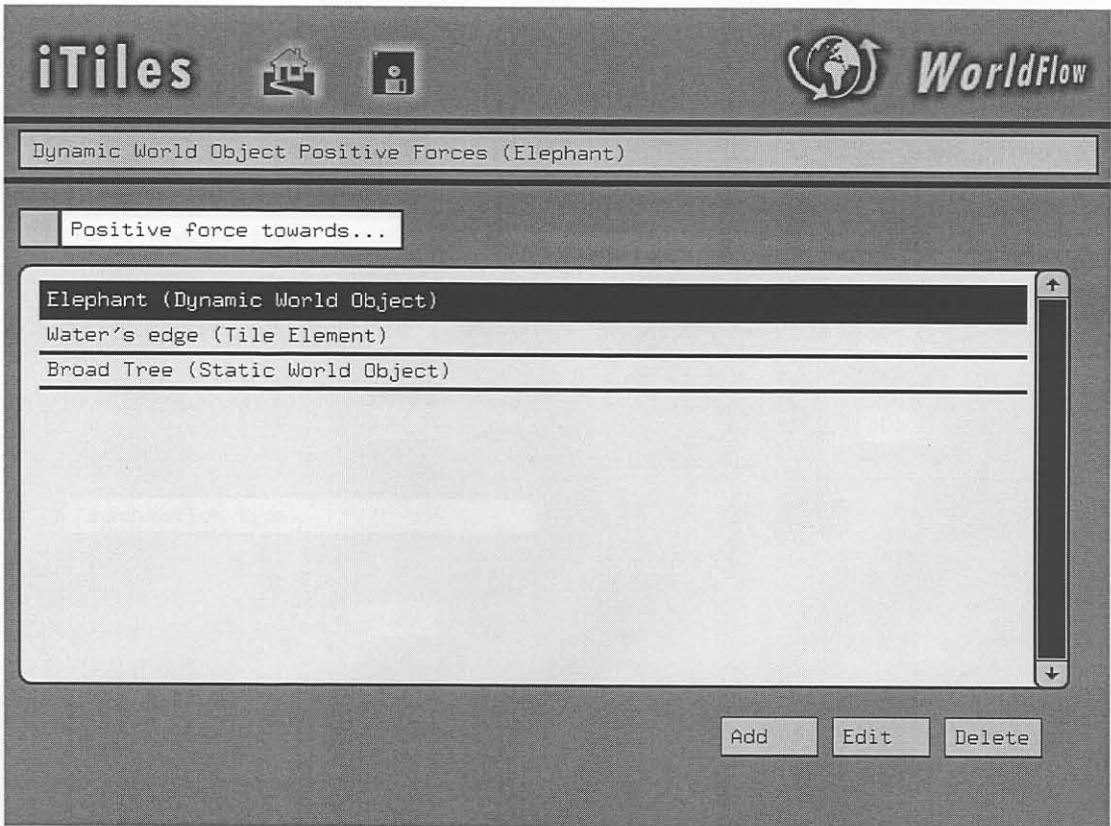 iTiles
WorldFlow
Dynamic World Object Positive Forces (Elephant)
Positive force towards...
Elephant (Dynamic World Object)
Water's edge (Tile Element)
Broad Tree (Static World Object)
Add Edit Delete